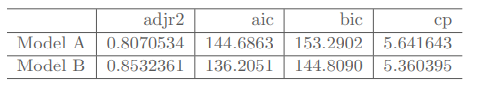 adjr2 aic bic cp
Model A 0.8070534 144.6863 153.2902 5.641643
Model B 0.8532361 136.2051 144.8090 5.360395